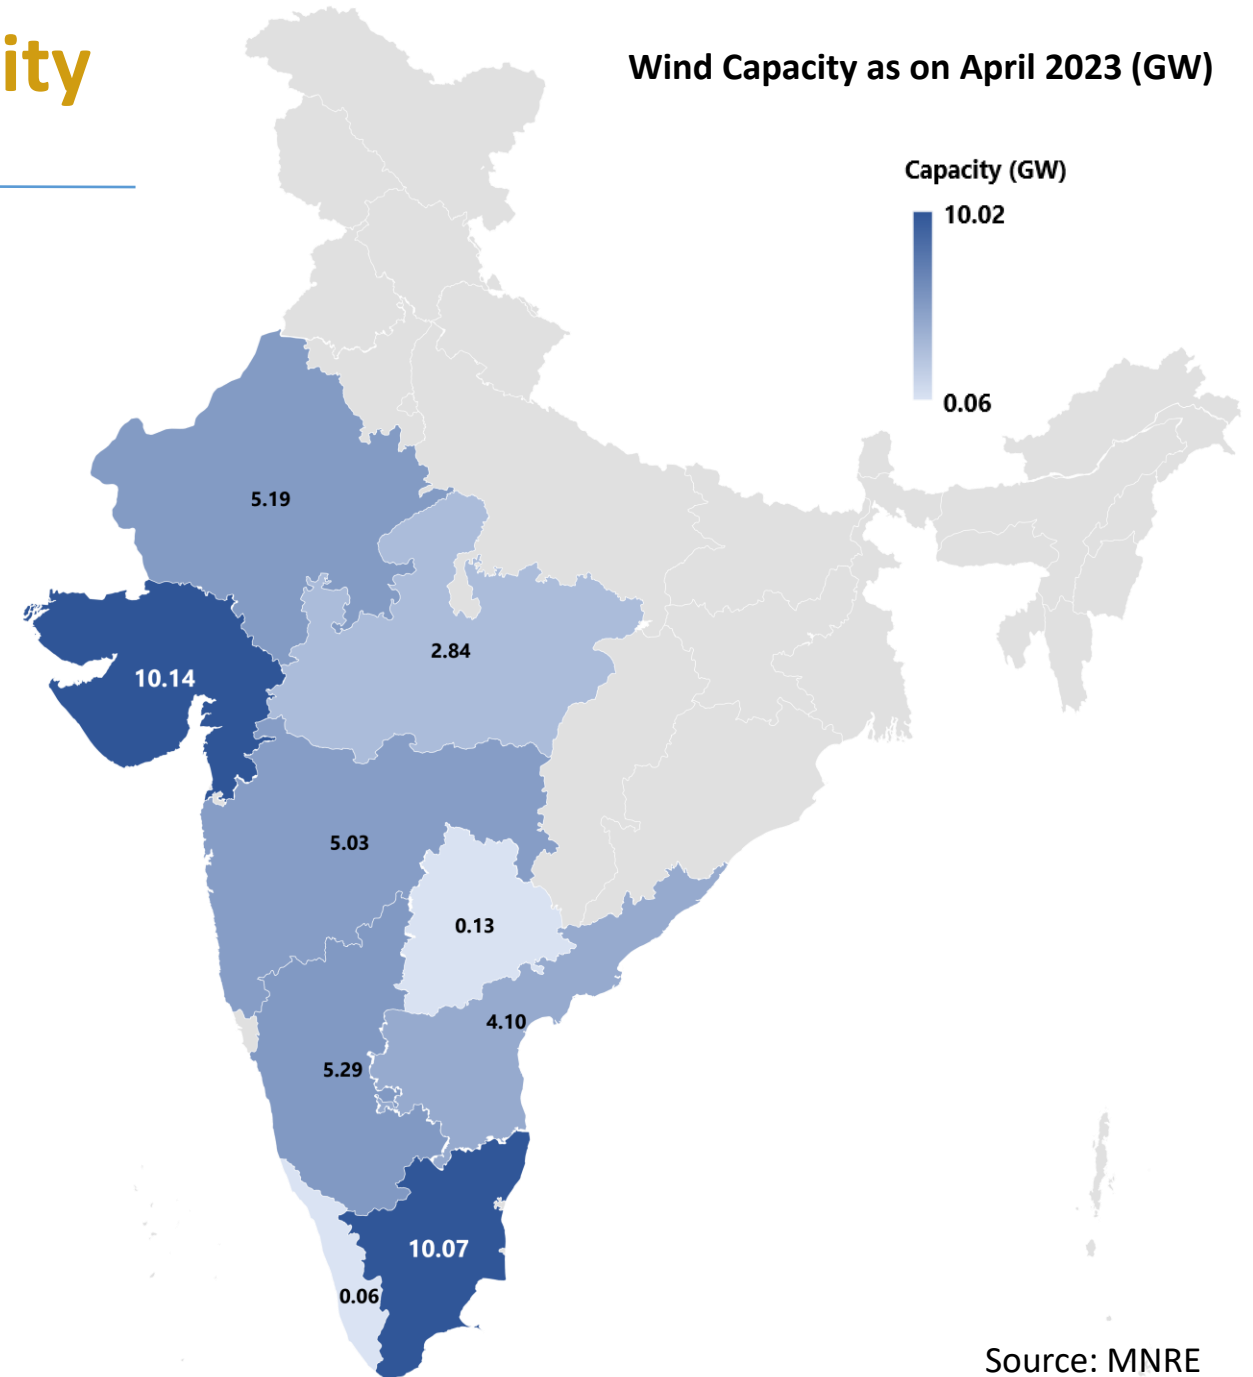 ity
Wind Capacity as on April 2023 (GW)
Capacity (GW)
10.02
0.06
5.19
2.84
10.14
5.03
0.13
4.10
5.29
10.07
0.06
Source: MNRE